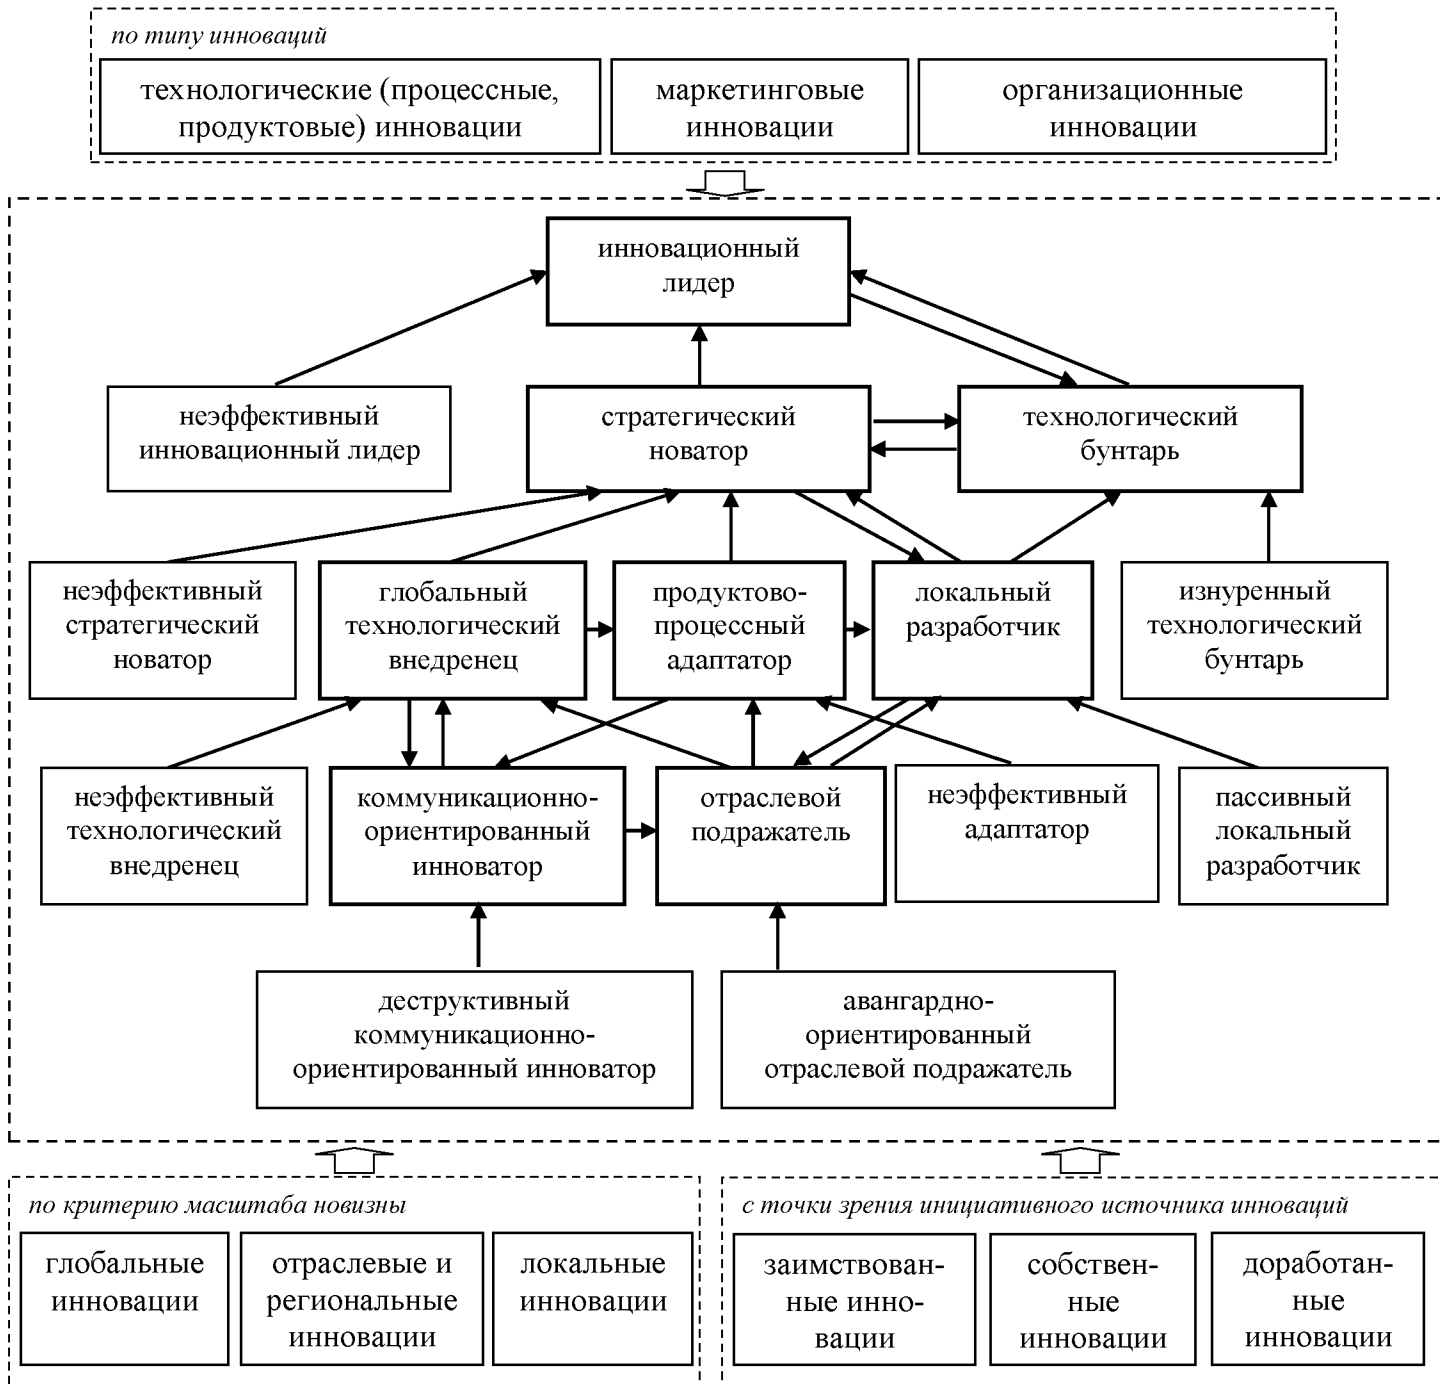 по типу инноваций
технологические (процессные,
продуктовые) инновации
маркетинговые
инновации
организационные
инновации
инновационный
лидер
неэффективный
инновационный лидер
стратегический
новатор
технологический
бунтарь
неэффективный
стратегический
новатор
глобальный
технологический
внедренец
продуктово-
процессный
адаптатор
локальный
разработчик
изнуренный
технологический
бунтарь
неэффективный
технологический
внедренец
коммуникационно-
ориентированный
инноватор
отраслевой
подражатель
неэффективный
адаптатор
пассивный
локальный
разработчик
деструктивный
коммуникационно-
ориентированный инноватор
авангардно-
ориентированный
отраслевой подражатель
по критерию масштаба новизны
глобальные
инновации
отраслевые и
региональные
инновации
локальные
инновации
с точки зрения инициативного источника инноваций
заимствован-
ные инно-
вации
собствен-
ные
инновации
доработан-
ные
инновации